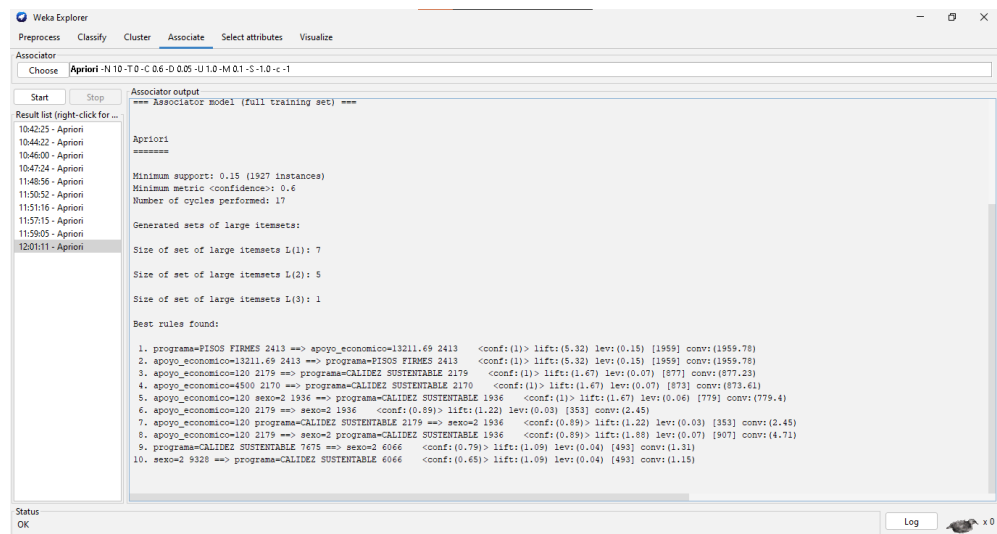 Weka Explorer
Preprocess Classify Cluster Associate Select attributes Visualize
Associator
Choose Apriori -N 10 -T 0 -C 0.6 -D 0.05 -U 1.0 -M 0.1 -S -1.0 -c -1
Start Stop
Result list (right-click for ...
10:42:25 - Apriori
10:44:22 - Apriori
10:46:00 - Apriori
10:47:24 - Apriori
11:48:56 - Apriori
11:50:52 - Apriori
11:51:16 - Apriori
11:57:15 - Apriori
11:59:05 - Apriori
12:01:11 - Apriori
Associator output
=== Associator model (full training set) ===
Apriori
=======
Minimum support: 0.15 (1927 instances)
Minimum metric <confidence>: 0.6
Number of cycles performed: 17
Generated sets of large itemsets:
Size of set of large itemsets L(1): 7
Size of set of large itemsets L(2): 5
Size of set of large itemsets L(3): 1
Best rules found:
1. programa=PISOS FIRMES 2413 ==> apoyo_economico=13211.69 2413 <conf:(1)> lift:(5.32) lev:(0.15) [1959] conv:(1959.78)
2. apoyo_economico=13211.69 2413 ==> programa=PISOS FIRMES 2413 <conf:(1)> lift:(5.32) lev:(0.15) [1959] conv:(1959.78)
3. apoyo_economico=120 2179 ==> programa=CALIDEZ SUSTENTABLE 2179 <conf:(1)> lift:(1.67) lev:(0.07) [877] conv:(877.23)
4. apoyo_economico=4500 2170 ==> programa=CALIDEZ SUSTENTABLE 2170 <conf:(1)> lift:(1.67) lev:(0.07) [873] conv:(873.61)
5. apoyo_economico=120 sexo=2 1936 ==> programa=CALIDEZ SUSTENTABLE 1936 <conf:(1)> lift:(1.67) lev:(0.06) [779] conv:(779.4)
6. apoyo_economico=120 2179 ==> sexo=2 1936 <conf:(0.89)> lift:(1.22) lev:(0.03) [353] conv:(2.45)
7. apoyo_economico=120 programa=CALIDEZ SUSTENTABLE 2179 ==> sexo=2 1936 <conf:(0.89)> lift:(1.22) lev:(0.03) [353] conv:(2.45)
8. apoyo_economico=120 2179 ==> sexo=2 programa=CALIDEZ SUSTENTABLE 1936 <conf:(0.89)> lift:(1.88) lev:(0.07) [907] conv:(4.71)
9. programa=CALIDEZ SUSTENTABLE 7675 ==> sexo=2 6066 <conf:(0.79)> lift:(1.09) lev:(0.04) [493] conv:(1.31)
10. sexo=2 9328 ==> programa=CALIDEZ SUSTENTABLE 6066 <conf:(0.65)> lift:(1.09) lev:(0.04) [493] conv:(1.15)
Status
OK
Log
x 0